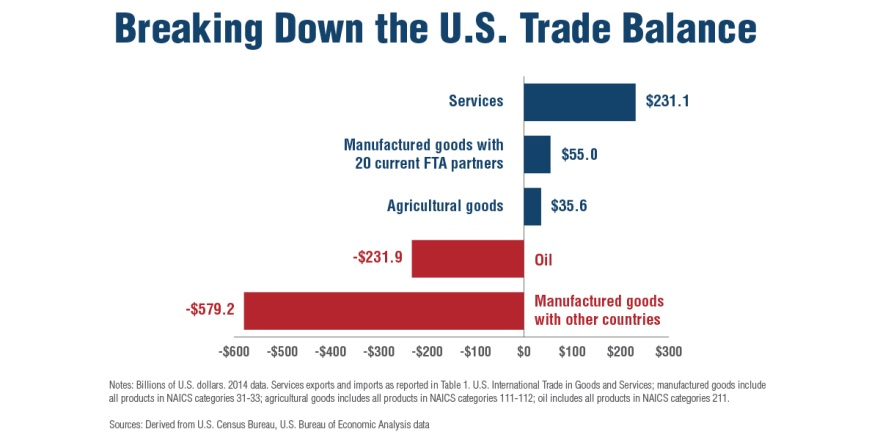 Breaking Down the U.S. Trade Balance
Services
$231.1
Manufactured goods with
20 current FTA partners
$55.0
Agricultural goods
$35.6
-$231.9
Oil
-$579.2
Manufactured goods
with other countries
-$600 -$500 -$400 -$300 -$200 -$100 $0 $100 $200 $300
Notes: Billions of U.S. dollars. 2014 data. Services exports and imports as reported in Table 1. U.S. International Trade in Goods and Services; manufactured goods include
all products in NAICS categories 31-33; agricultural goods includes all products in NAICS categories 111-112; oil includes all products in NAICS categories 211.
Sources: Derived from U.S. Census Bureau, U.S. Bureau of Economic Analysis data